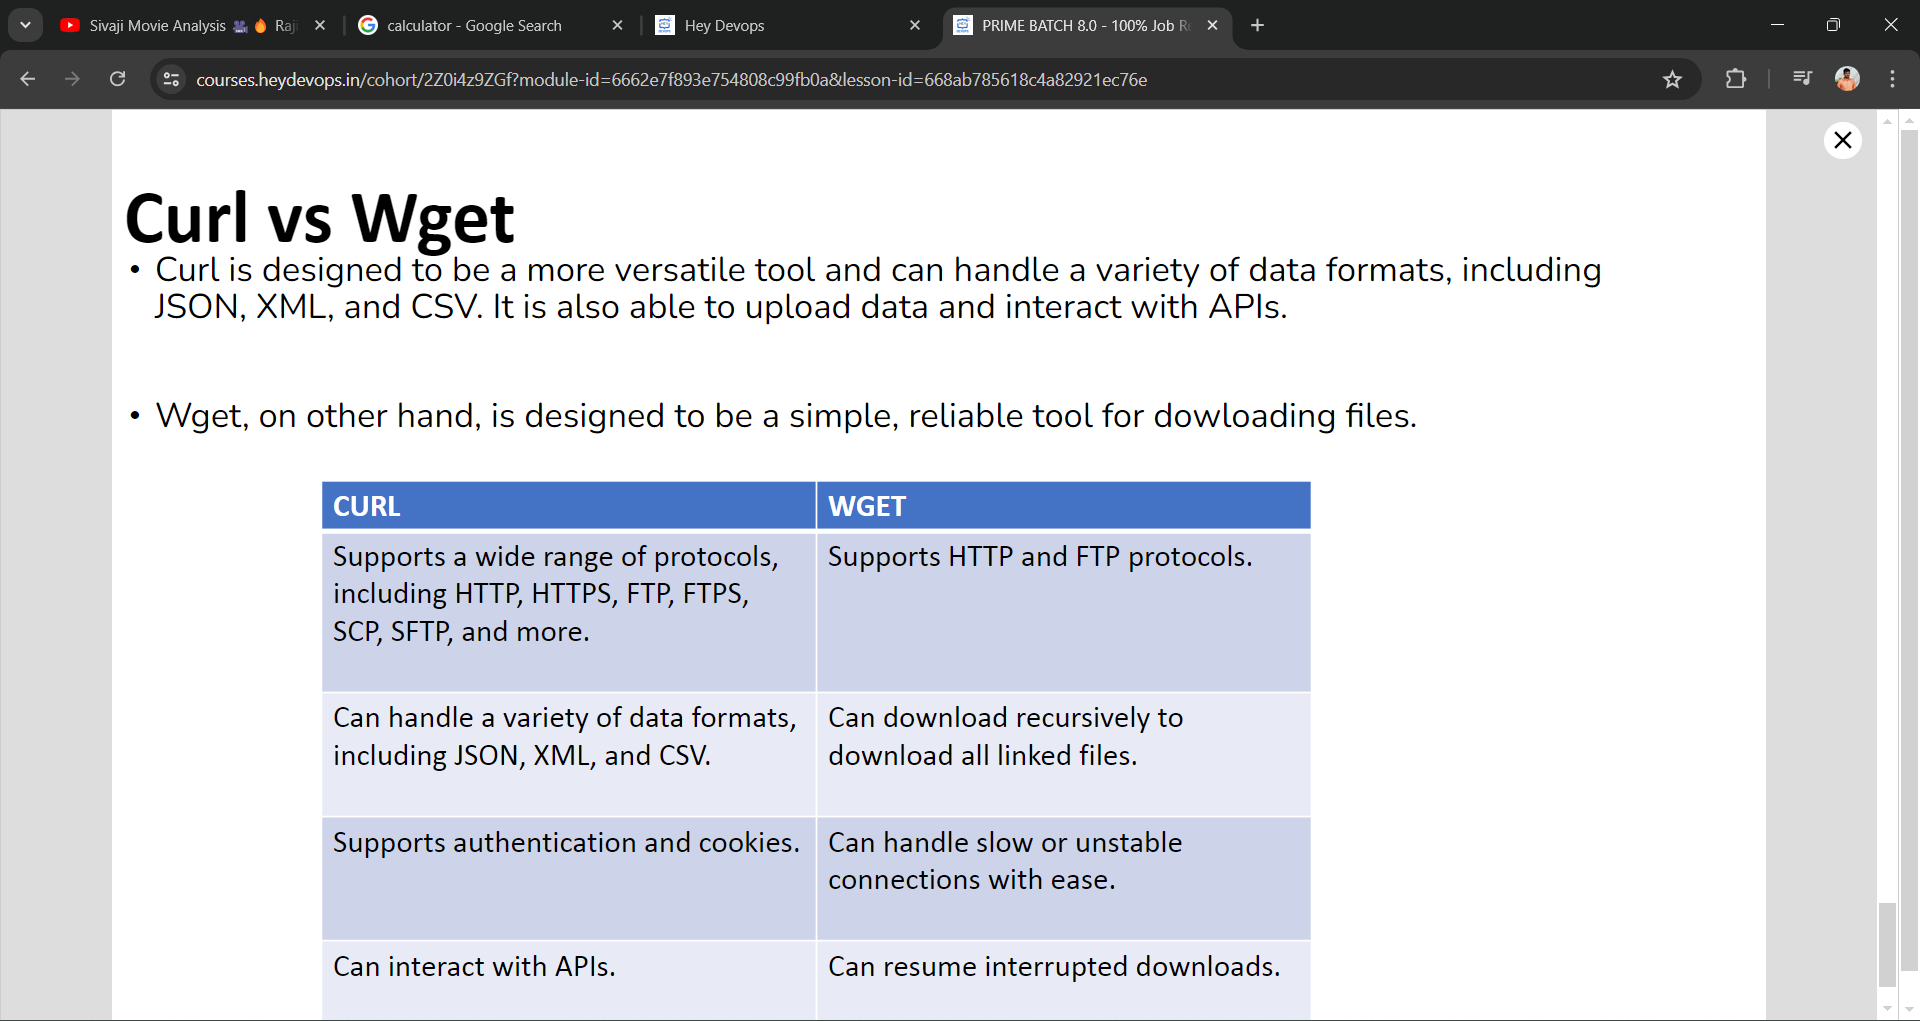 Sivaji Movie Analysis 🎥🔥 Raji
calculator - Google Search
Hey Devops
PRIME BATCH 8.0 - 100% Job R
courses.heydevops.in/cohort/2Z0i4z9ZGf?module-id=6662e7f893e754808c99fb0a&lesson-id=668ab785618c4a82921ec76e
Curl vs Wget
• Curl is designed to be a more versatile tool and can handle a variety of data formats, including
JSON, XML, and CSV. It is also able to upload data and interact with APIs.
• Wget, on other hand, is designed to be a simple, reliable tool for dowloading files.
CURL
WGET
Supports a wide range of protocols,
including HTTP, HTTPS, FTP, FTPS,
SCP, SFTP, and more.
Supports HTTP and FTP protocols.
Can handle a variety of data formats,
including JSON, XML, and CSV.
Can download recursively to
download all linked files.
Supports authentication and cookies.
Can handle slow or unstable
connections with ease.
Can interact with APIs.
Can resume interrupted downloads.